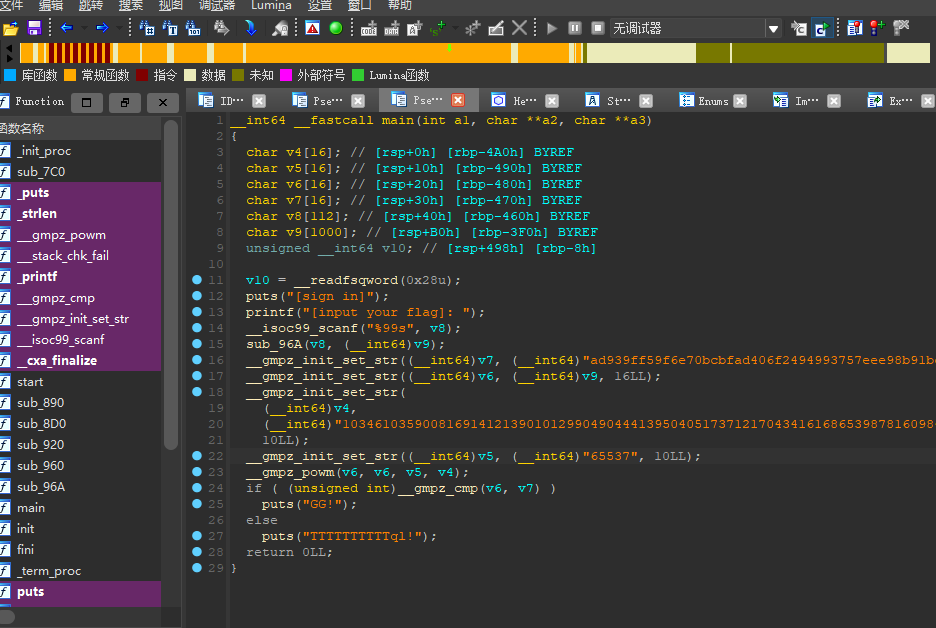 文件 编辑 跳转 搜索 视图 调试器 Lumina 设置 窗口 帮助
无调试器
库函数 常规函数 指令 数据 未知 外部符号 Lumina函数
Function
ID··· Pse··· Pse··· He··· St··· Enums Im··· Ex···
函数名称
_init_proc
sub_7C0
_puts
_strlen
___gmpz_powm
___stack_chk_fail
_printf
___gmpz_cmp
___gmpz_init_set_str
___isoc99_scanf
__cxa_finalize
start
sub_890
sub_8D0
sub_920
sub_960
sub_96A
main
init
fini
_term_proc
puts
1 __int64 __fastcall main(int a1, char **a2, char **a3)
2 {
3 char v4[16]; // [rsp+0h] [rbp-4A0h] BYREF
4 char v5[16]; // [rsp+10h] [rbp-490h] BYREF
5 char v6[16]; // [rsp+20h] [rbp-480h] BYREF
6 char v7[16]; // [rsp+30h] [rbp-470h] BYREF
7 char v8[112]; // [rsp+40h] [rbp-460h] BYREF
8 char v9[1000]; // [rsp+B0h] [rbp-3F0h] BYREF
9 unsigned __int64 v10; // [rsp+498h] [rbp-8h]
10
11 v10 = __readfsqword(0x28u);
12 puts("[sign in]");
13 printf("[input your flag]: ");
14 __isoc99_scanf("%99s", v8);
15 sub_96A(v8, (__int64)v9);
16 __gmpz_init_set_str((__int64)v7, (__int64)"ad939ff59f6e70bcbfad406f2494993757eee98b91b
17 __gmpz_init_set_str((__int64)v6, (__int64)v9, 16LL);
18 __gmpz_init_set_str(
19 (__int64)v4,
20 (__int64)"103461035900816914121390101299049044413950405173712170434161686539878160984
21 10LL);
22 __gmpz_init_set_str((__int64)v5, (__int64)"65537", 10LL);
23 __gmpz_powm(v6, v6, v5, v4);
24 if ( (unsigned int)__gmpz_cmp(v6, v7) )
25 puts("GG!");
26 else
27 puts("TTTTTTTTTTql!");
28 return 0LL;
29 }